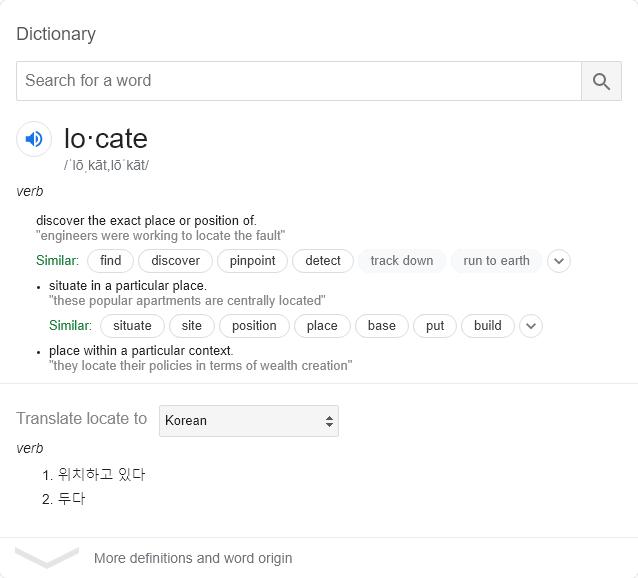 Dictionary
Search for a word
lo·cate
/ˈlōˌkāt,lōˈkāt/
verb
discover the exact place or position of.
"engineers were working to locate the fault"
Similar: find discover pinpoint detect track down run to earth
• situate in a particular place.
"these popular apartments are centrally located"
Similar: situate site position place base put build
• place within a particular context.
"they locate their policies in terms of wealth creation"
Translate locate to Korean
verb
1. 위치하고 있다
2. 두다
More definitions and word origin